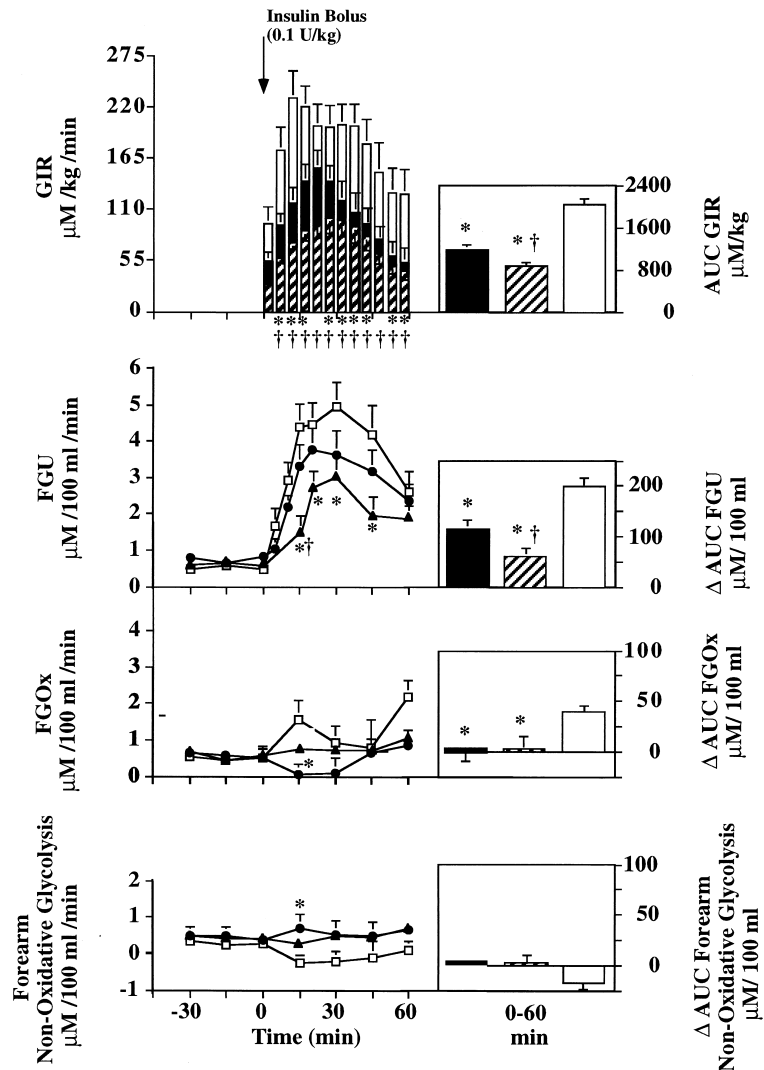 Insulin Bolus
(0.1 U/kg)
GIR
µM /kg /min
275
220
165
110
55
0
* * * * * * * * *
† † † † † † † † † † †
*
* †
2400
1600
800
0
AUC GIR
µM/kg
FGU
µM /100 ml /min
6
5
4
3
2
1
0
*†
*
*
*
*
* †
200
100
0
Δ AUC FGU
µM/ 100 ml
FGOx
µM /100 ml /min
4
3
2
1
0
*
*
*
100
50
0
Δ AUC FGOx
µM/ 100 ml
Forearm
Non-Oxidative Glycolysis
µM /100 ml /min
2
1
0
-1
*
100
50
0
Δ AUC Forearm
Non-Oxidative Glycolysis
µM/ 100 ml
-30
0
30
60
Time (min)
0-60
min